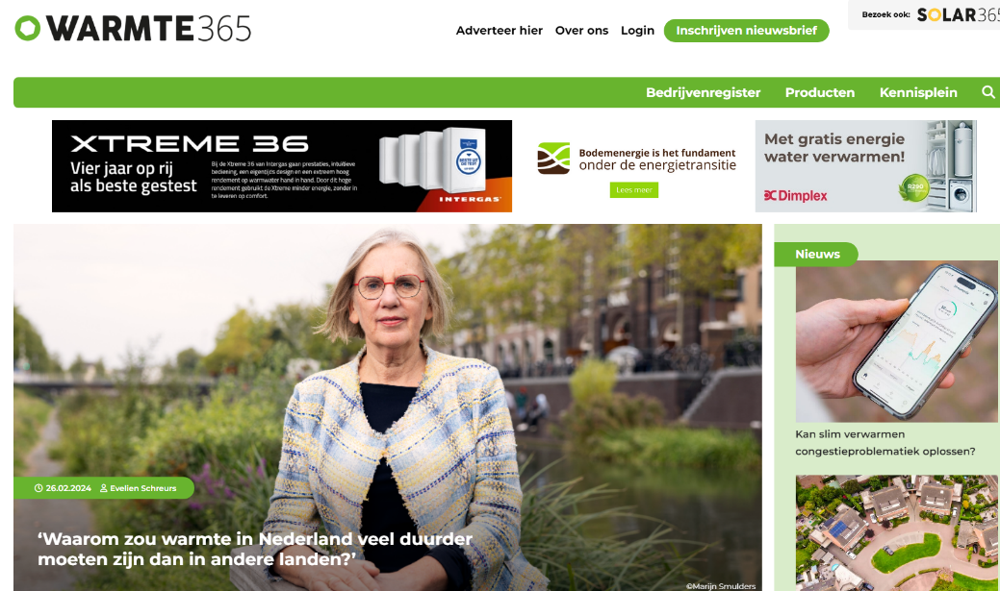 WARMTE365
Adverteer hier
Over ons
Login
Inschrijven nieuwsbrief
Bezoek ook:
SOLAR365
Bedrijvenregister
Producten
Kennisplein
XTREME 36
Vier jaar op rij
als beste getest
Bij de Xtreme 36 van Intergas gaan prestaties, intuïtieve
bediening, een eigentijds design en een extreem hoog
rendement op warmwater hand in hand. Door dit hoge
rendement gebruikt de Xtreme minder energie, zonder in
te leveren op comfort.
INTERGAS
Bodemenergie is het fundament
onder de energietransitie
Lees meer
Met gratis energie
water verwarmen!
R290
Dimplex
Nieuws
Kan slim verwarmen
congestieproblematiek oplossen?
26.02.2024
Evelien Schreurs
‘Waarom zou warmte in Nederland veel duurder
moeten zijn dan in andere landen?’
©Marijn Smulders